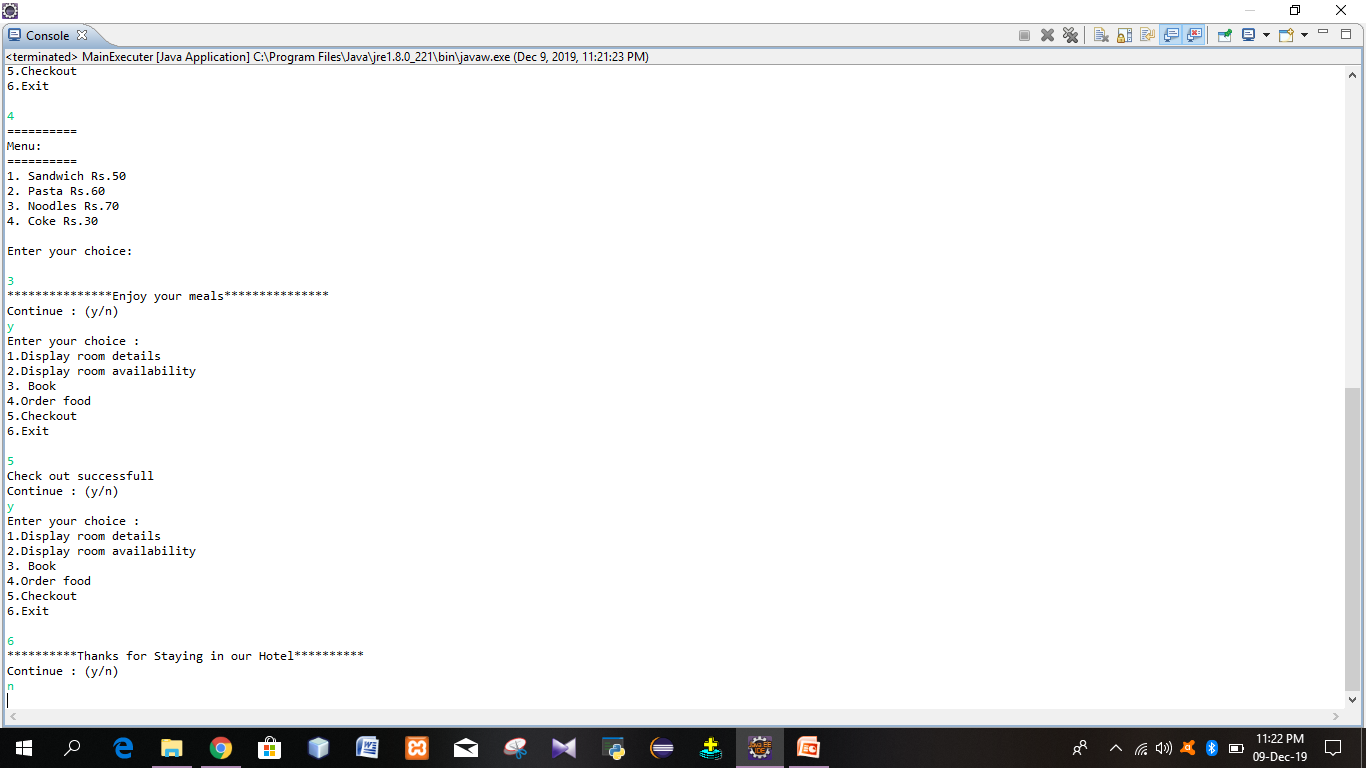 Console
<terminated> MainExecuter [Java Application] C:\Program Files\Java\jre1.8.0_221\bin\javaw.exe (Dec 9, 2019, 11:21:23 PM)
5.Checkout
6.Exit
4
==========
Menu:
==========
1. Sandwich Rs.50
2. Pasta Rs.60
3. Noodles Rs.70
4. Coke Rs.30
Enter your choice:
3
***************Enjoy your meals***************
Continue : (y/n)
y
Enter your choice :
1.Display room details
2.Display room availability
3. Book
4.Order food
5.Checkout
6.Exit
5
Check out successfull
Continue : (y/n)
y
Enter your choice :
1.Display room details
2.Display room availability
3. Book
4.Order food
5.Checkout
6.Exit
6
**********Thanks for Staying in our Hotel**********
Continue : (y/n)
n
11:22 PM
09-Dec-19